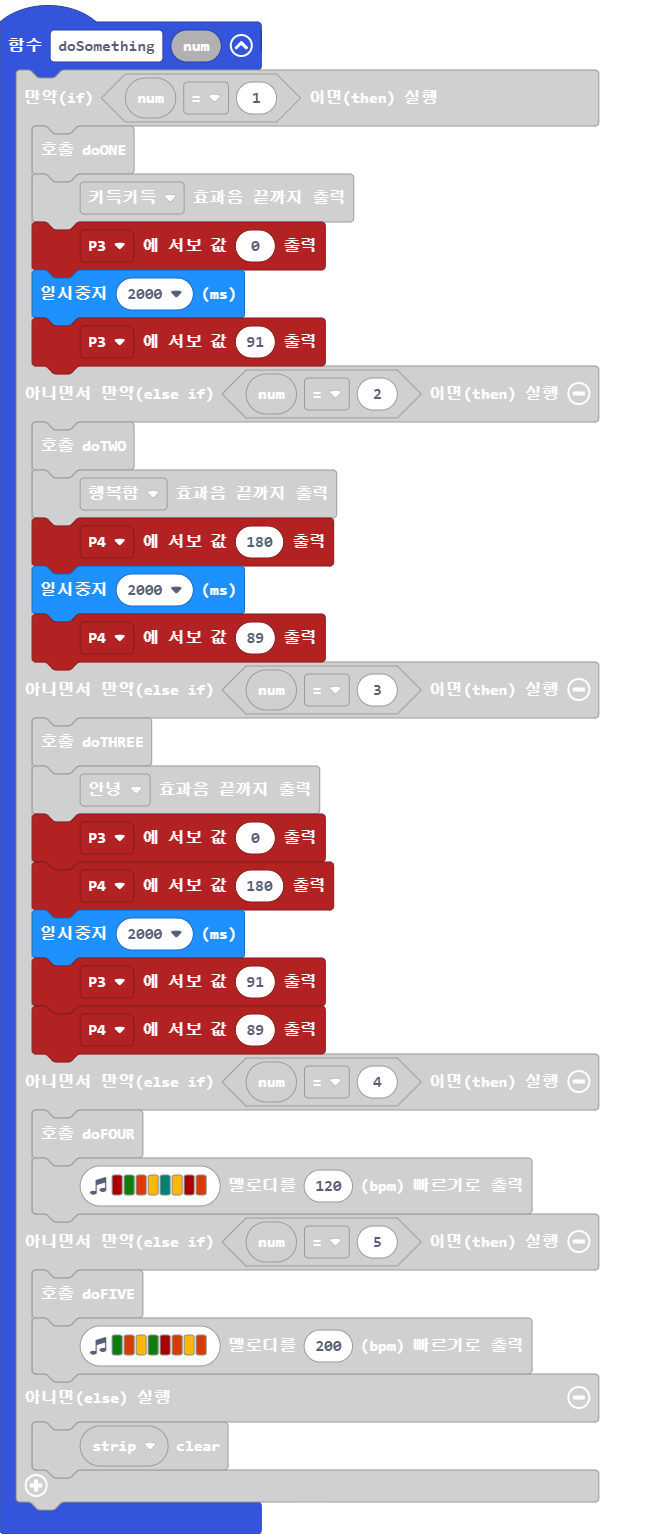 함수 doSomething num
만약(if) num = 1 이면(then) 실행
호출 doONE
키득키득 효과음 끝까지 출력
P3 에 서보 값 0 출력
일시중지 2000 (ms)
P3 에 서보 값 91 출력
아니면서 만약(else if) num = 2 이면(then) 실행
호출 doTWO
행복함 효과음 끝까지 출력
P4 에 서보 값 180 출력
일시중지 2000 (ms)
P4 에 서보 값 89 출력
아니면서 만약(else if) num = 3 이면(then) 실행
호출 doTHREE
안녕 효과음 끝까지 출력
P3 에 서보 값 0 출력
P4 에 서보 값 180 출력
일시중지 2000 (ms)
P3 에 서보 값 91 출력
P4 에 서보 값 89 출력
아니면서 만약(else if) num = 4 이면(then) 실행
호출 doFOUR
멜로디를 120 (bpm) 빠르기로 출력
아니면서 만약(else if) num = 5 이면(then) 실행
호출 doFIVE
멜로디를 200 (bpm) 빠르기로 출력
아니면(else) 실행
strip clear